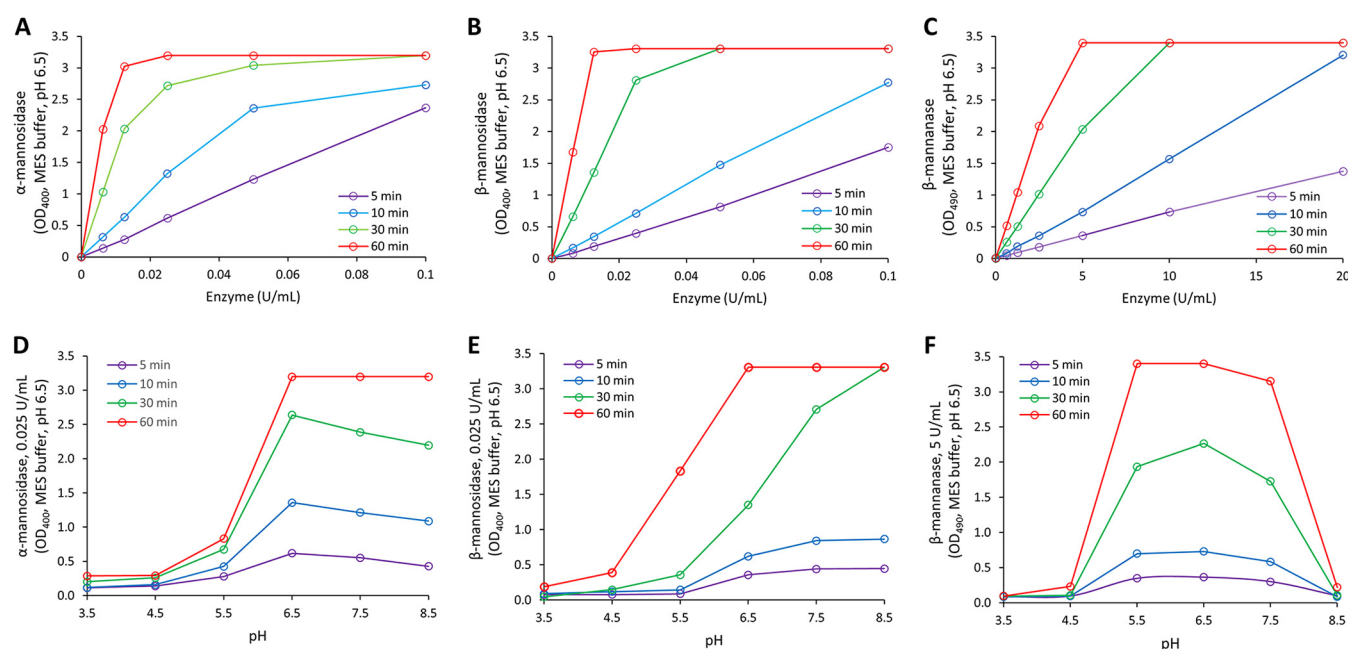 A
α-mannosidase
(OD400, MES buffer, pH 6.5)
3.5
3
2.5
2
1.5
1
0.5
0
0 0.02 0.04 0.06 0.08 0.1
Enzyme (U/mL)
5 min
10 min
30 min
60 min
B
β-mannosidase
(OD400, MES buffer, pH 6.5)
3.5
3
2.5
2
1.5
1
0.5
0
0 0.02 0.04 0.06 0.08 0.1
Enzyme (U/mL)
5 min
10 min
30 min
60 min
C
β-mannanase
(OD490, MES buffer, pH 6.5)
3.5
3
2.5
2
1.5
1
0.5
0
0 5 10 15 20
Enzyme (U/mL)
5 min
10 min
30 min
60 min
D
α-mannosidase, 0.025 U/mL
(OD400, MES buffer, pH 6.5)
3.5
3.0
2.5
2.0
1.5
1.0
0.5
0.0
3.5 4.5 5.5 6.5 7.5 8.5
pH
5 min
10 min
30 min
60 min
E
β-mannosidase, 0.025 U/mL
(OD400, MES buffer, pH 6.5)
3.5
3.0
2.5
2.0
1.5
1.0
0.5
0.0
3.5 4.5 5.5 6.5 7.5 8.5
pH
5 min
10 min
30 min
60 min
F
β-mannanase, 5 U/mL
(OD490, MES buffer, pH 6.5)
3.5
3.0
2.5
2.0
1.5
1.0
0.5
0.0
3.5 4.5 5.5 6.5 7.5 8.5
pH
5 min
10 min
30 min
60 min